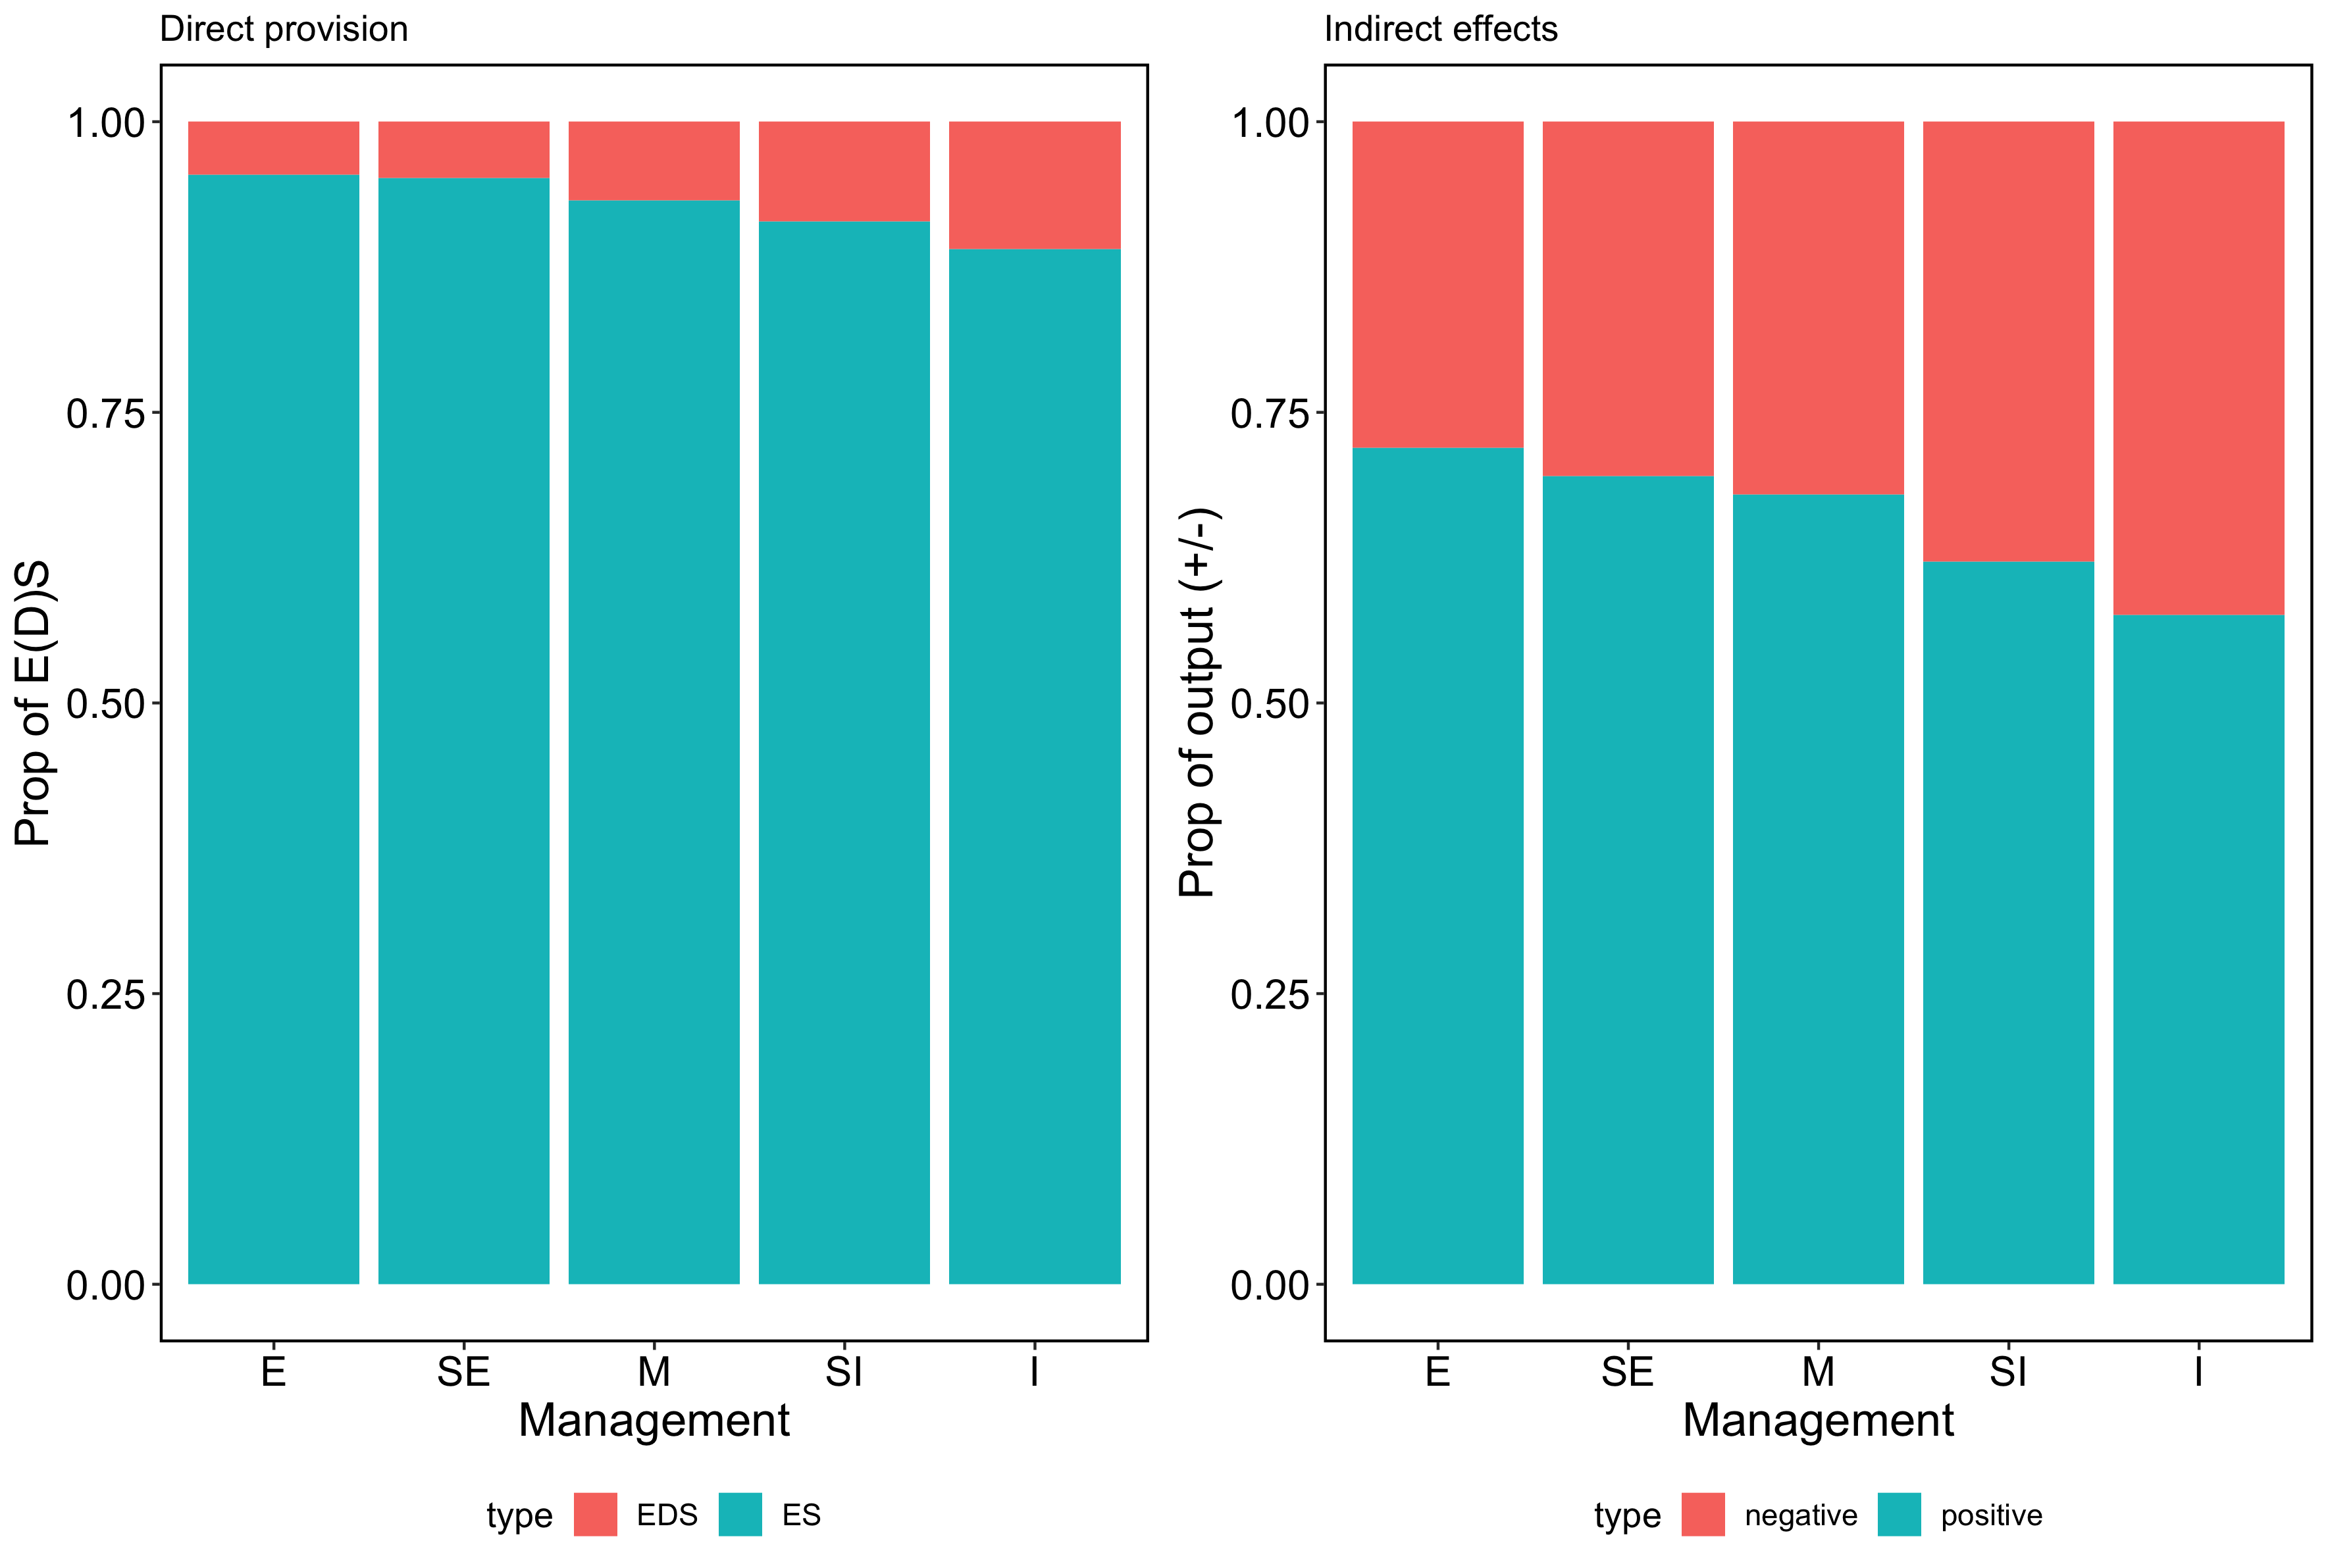 Direct provision
Prop of E(D)S
1.00
0.75
0.50
0.25
0.00
E SE M SI I
Management
type EDS ES
Indirect effects
Prop of output (+/-)
1.00
0.75
0.50
0.25
0.00
E SE M SI I
Management
type negative positive